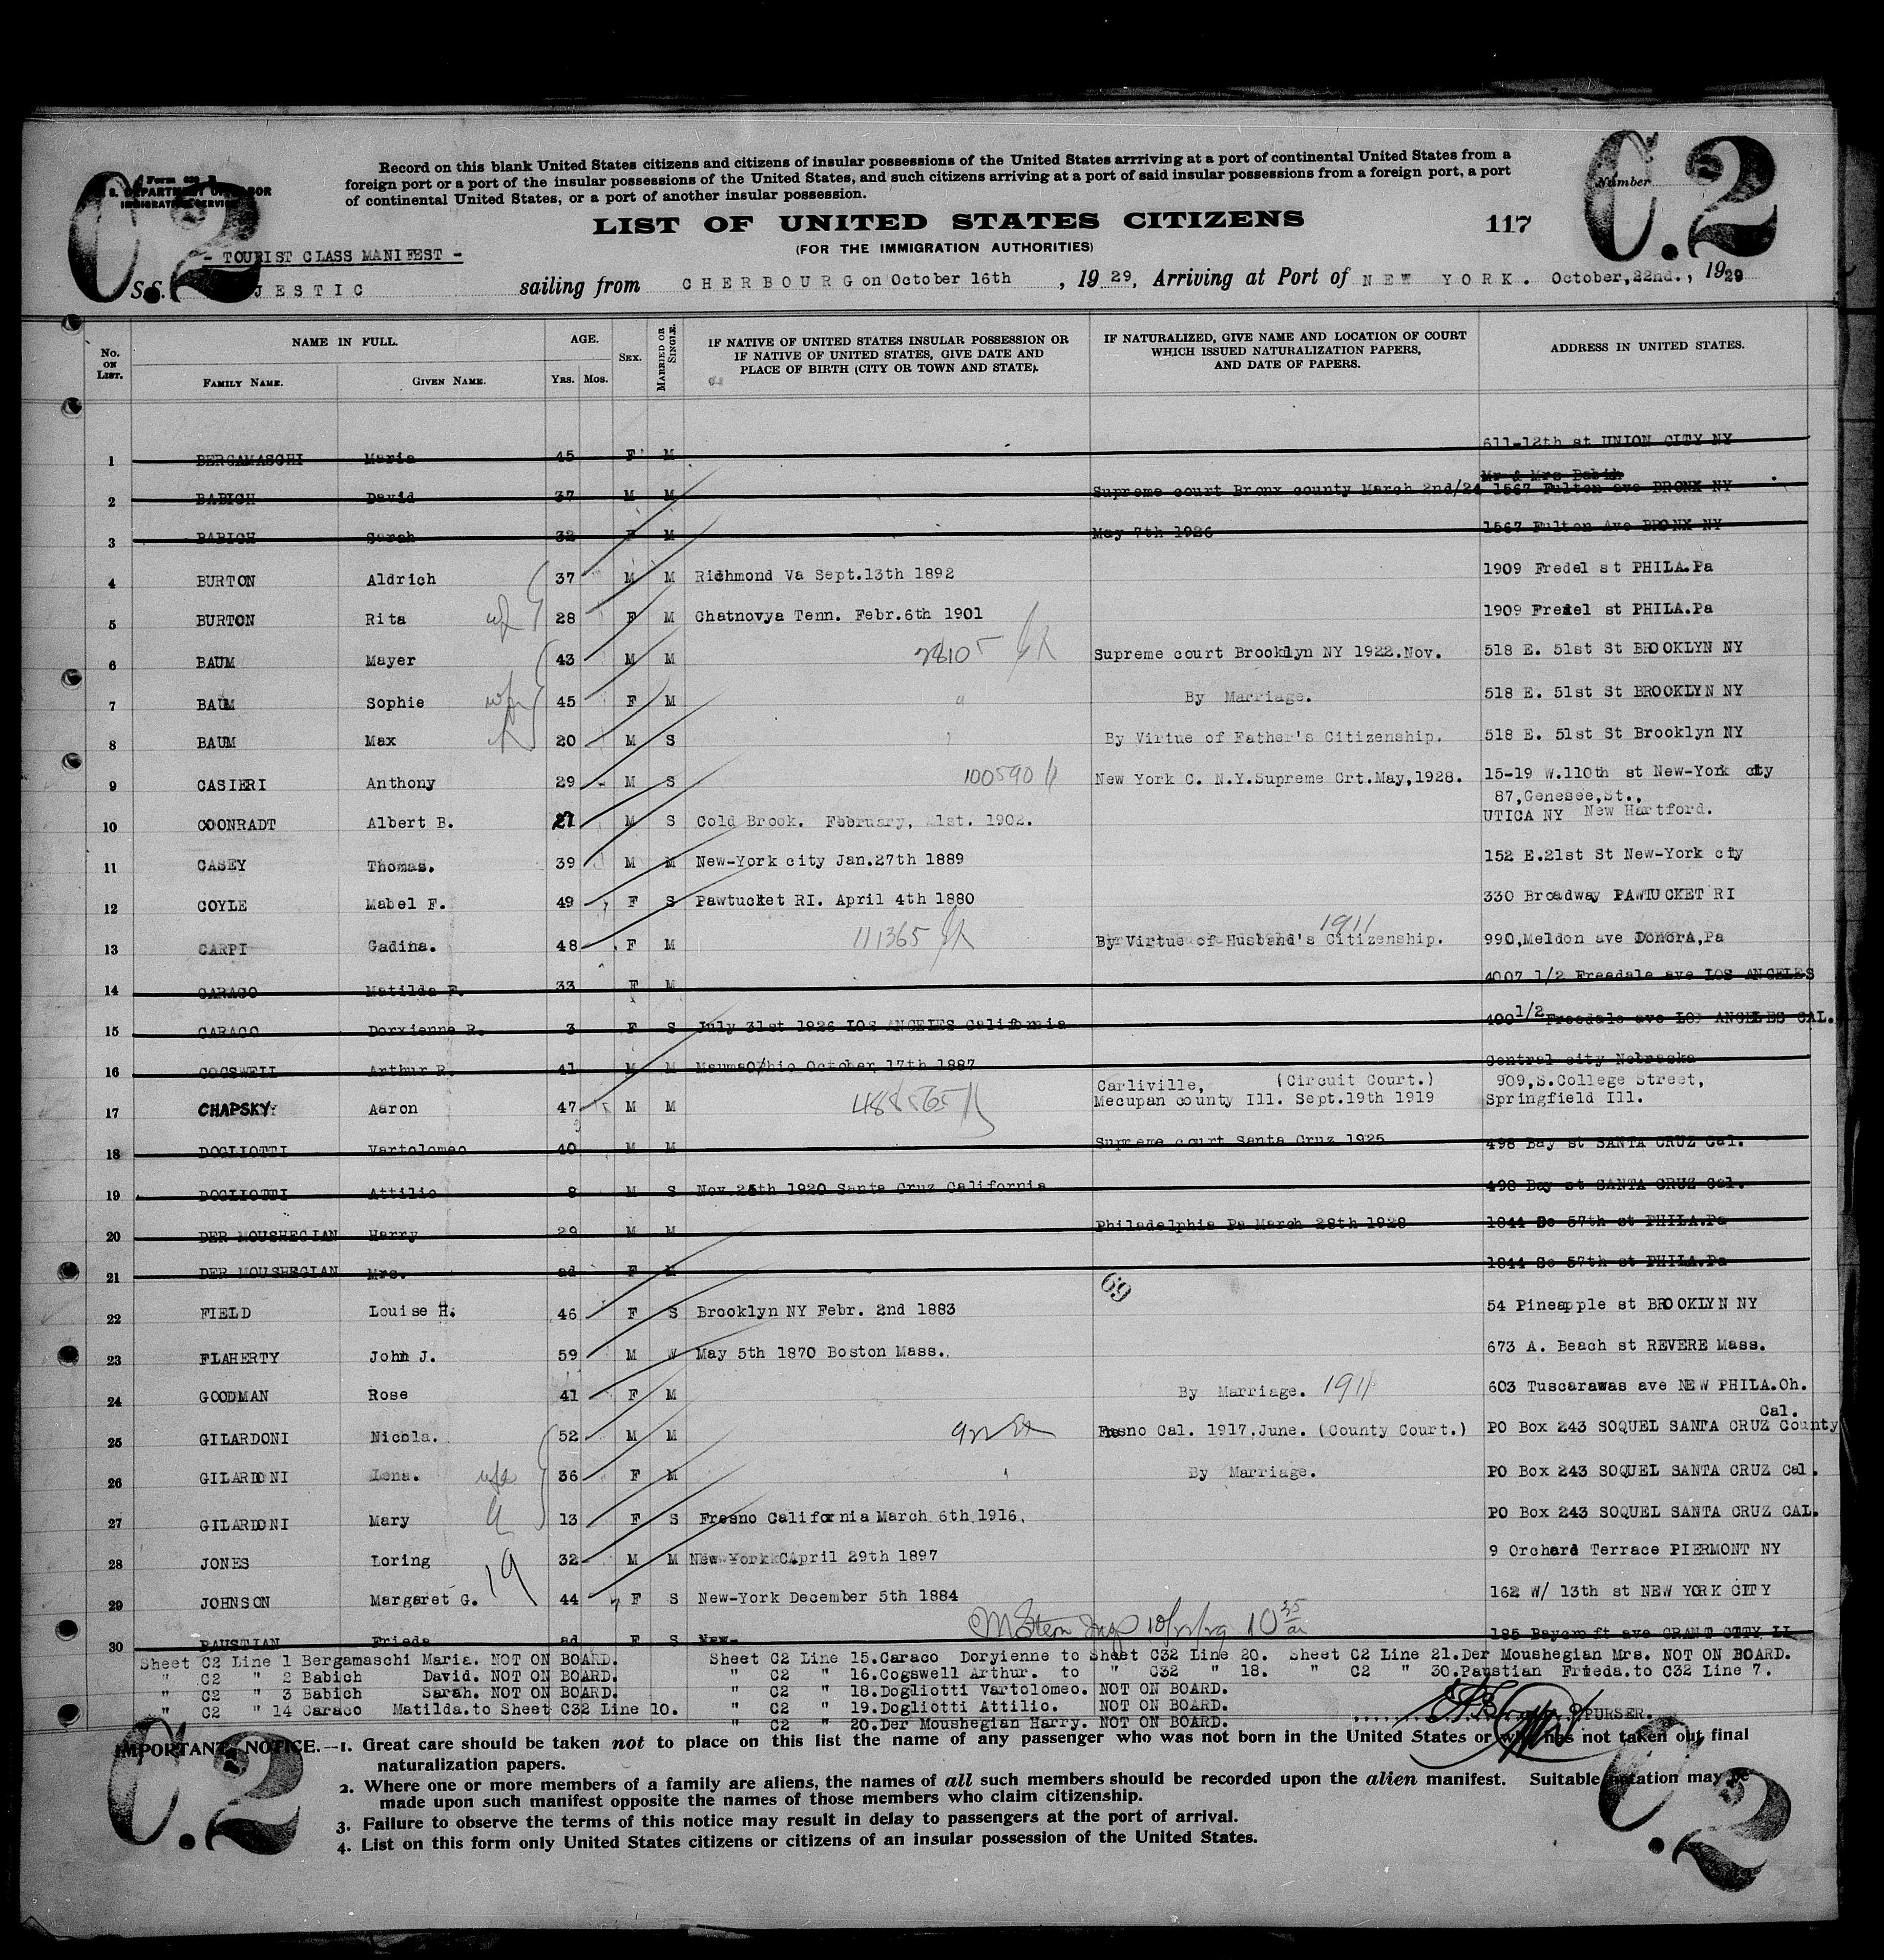 C.2
C.2
Record on this blank United States citizens and citizens of insular possessions of the United States arrriving at a port of continental United States from a
foreign port or a port of the insular possessions of the United States, and such citizens arriving at a port of said insular possessions from a foreign port, a port
of continental United States, or a port of another insular possession.
Number
LIST OF UNITED STATES CITIZENS
117
(FOR THE IMMIGRATION AUTHORITIES)
- TOURIST CLASS MANIFEST -
S.S. JESTIC sailing from CHERBOURG on October 16th, 1929, Arriving at Port of NEW YORK. October,22nd., 1929
No. ON LIST. NAME IN FULL. FAMILY NAME. GIVEN NAME. AGE. YRS. MOS. SEX. MARRIED OR SINGLE. IF NATIVE OF UNITED STATES INSULAR POSSESSION OR IF NATIVE OF UNITED STATES, GIVE DATE AND PLACE OF BIRTH (CITY OR TOWN AND STATE). IF NATURALIZED, GIVE NAME AND LOCATION OF COURT WHICH ISSUED NATURALIZATION PAPERS, AND DATE OF PAPERS. ADDRESS IN UNITED STATES.
1 BERGAMASCHI Maria 45 F M 611-12th st UNION CITY NY
Mr & Mrs Babich
2 BABICH David 37 M M Supreme court Bronx county March 2nd/24 1567 Fulton ave BRONX NY
3 BABICH Sarah 32 F M May 7th 1926 1567 Fulton Ave BRONX NY
4 BURTON Aldrich 37 M M Richmond Va Sept.13th 1892 1909 Fredel st PHILA.Pa
5 BURTON Rita 28 F M Chatnovya Tenn. Febr.6th 1901 1909 Fredel st PHILA.Pa
6 BAUM Mayer 43 M M Supreme court Brooklyn NY 1922.Nov. 518 E. 51st St BROOKLYN NY
7 BAUM Sophie 45 F M By Marriage. 518 E. 51st St BROOKLYN NY
8 BAUM Max 20 M S By Virtue of Father's Citizenship. 518 E. 51st St Brooklyn NY
9 CASIERI Anthony 29 M S 100590 New York C. N.Y.Supreme Crt.May,1928. 15-19 W.110th st New-York city
87,Genesee,St.,
10 COONRADT Albert B. 27 M S Cold Brook. February, 21st. 1902. UTICA NY New Hartford.
11 CASEY Thomas. 39 M M New-York city Jan.27th 1889 152 E.21st St New-York city
12 COYLE Mabel F. 49 F S Pawtucket RI. April 4th 1880 330 Broadway PAWTUCKET RI
13 CARPI Gadina. 48 F M 111365 By Virtue of Husband's Citizenship. 1911 990,Meldon ave DONORA,Pa
14 CARACO Matilda F. 33 F M 4007 1/2 Freedale ave LOS ANGELES
15 CARACO Dorxienne R. 3 F S July 31st 1926 LOS ANGELES California 400 1/2 Freedale ave LOS ANGELES CAL.
16 COGSWELL Arthur R. 41 M M October 17th 1887 Central city Nebraska
Carliville, (Circuit Court.) 909,S.College Street,
17 CHAPSKY Aaron 47 M M Mecupan county Ill. Sept.19th 1919 Springfield Ill.
18 DOGLIOTTI Vartolomeo 40 M M Supreme court Santa Cruz 1925 498 Bay st SANTA CRUZ Cal.
19 DOGLIOTTI Attilio 8 M S Nov.25th 1920 Santa Cruz California 498 Bay st SANTA CRUZ Cal.
20 DER MOUSHEGIAN Harry 29 M M Philadelphia Pa March 28th 1928 1844 So 57th st PHILA.Pa
21 DER MOUSHEGIAN Mrs. ad F M 1844 So 57th st PHILA.Pa
69
22 FIELD Louise H. 46 F S Brooklyn NY Febr. 2nd 1883 54 Pineapple st BROOKLYN NY
23 FLAHERTY John J. 59 M W May 5th 1870 Boston Mass. 673 A. Beach st REVERE Mass.
24 GOODMAN Rose 41 F M By Marriage. 1911 603 Tuscarawas ave NEW PHILA.Oh.
Cal.
25 GILARDONI Nicola. 52 M M Fresno Cal. 1917.June. (County Court.) PO Box 243 SOQUEL SANTA CRUZ County
26 GILARDONI Lena. 36 F M By Marriage. PO Box 243 SOQUEL SANTA CRUZ Cal.
27 GILARDONI Mary 13 F S Fresno California March 6th 1916, PO Box 243 SOQUEL SANTA CRUZ CAL.
28 JONES Loring 32 M M New York C April 29th 1897 9 Orchard Terrace PIERMONT NY
29 JOHNSON Margaret G. 44 F S New-York December 5th 1884 162 W/ 13th st NEW YORK CITY
30 PAUSTIAN Frieda ad F S New- 185 Baycroft ave GRANT CITY
Sheet C2 Line 1 Bergamaschi Maria. NOT ON BOARD. Sheet C2 Line 15.Caraco Doryienne to Sheet C32 Line 20. Sheet C2 Line 21.Der Moushegian Mrs. NOT ON BOARD.
" C2 " 2 Babich David. NOT ON BOARD. " C2 " 16.Cogswell Arthur. to " C32 " 18. " C2 " 30.Paustian Frieda.to C32 Line 7.
" C2 " 3 Babich Sarah. NOT ON BOARD. " C2 " 18.Dogliotti Vartolomeo. NOT ON BOARD.
" C2 " 14 Caraco Matilda.to Sheet C32 Line 10. " C2 " 19.Dogliotti Attilio. NOT ON BOARD.
PURSER.
" C2 " 20.Der Moushegian Harry. NOT ON BOARD.
IMPORTANT NOTICE.—1. Great care should be taken not to place on this list the name of any passenger who was not born in the United States or who has not taken out final
naturalization papers.
2. Where one or more members of a family are aliens, the names of all such members should be recorded upon the alien manifest. Suitable notation may be
made upon such manifest opposite the names of those members who claim citizenship.
3. Failure to observe the terms of this notice may result in delay to passengers at the port of arrival.
4. List on this form only United States citizens or citizens of an insular possession of the United States.
C.2
C.2